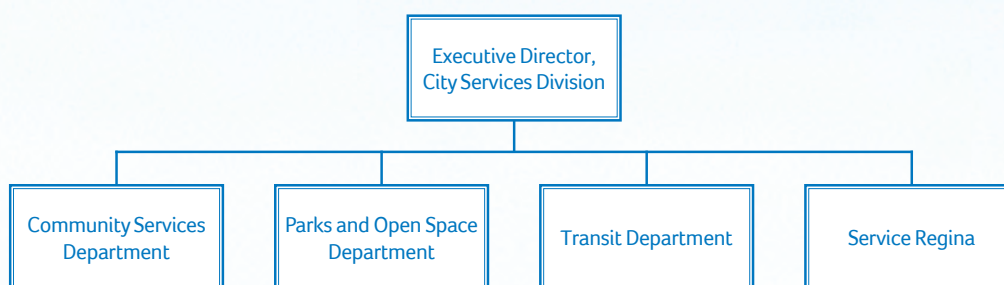 Executive Director,
City Services Division
Community Services
Department
Parks and Open Space
Department
Transit Department
Service Regina